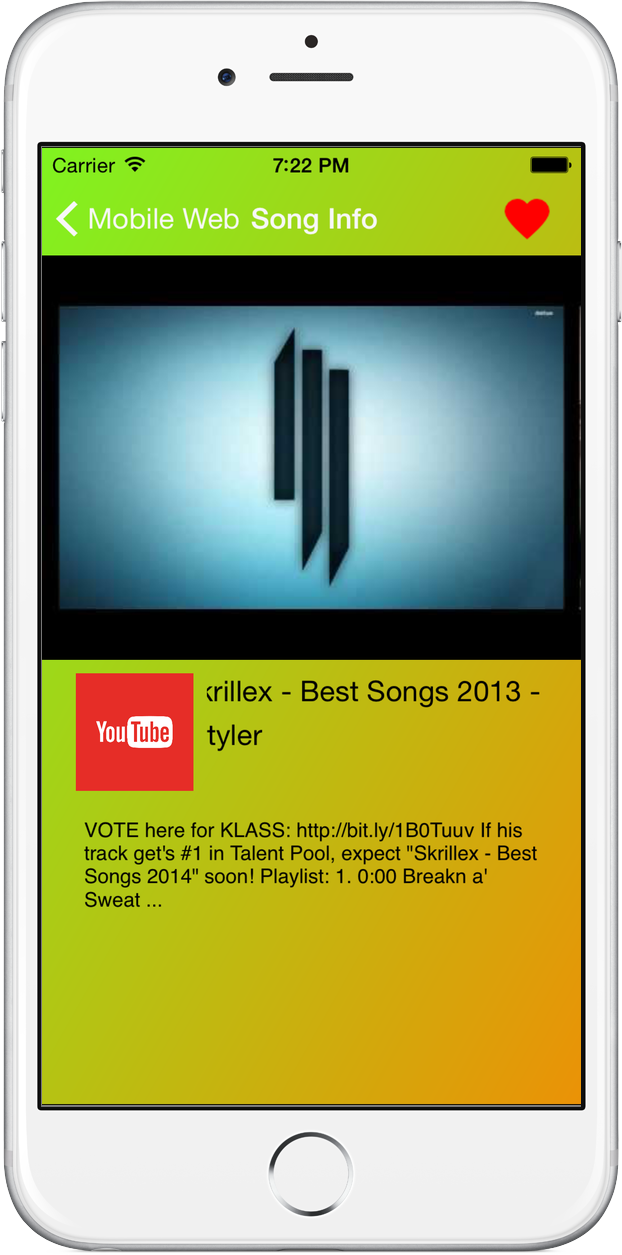 Carrier 7:22 PM
Mobile Web Song Info
krillex - Best Songs 2013 -
You Tube
tyler
VOTE here for KLASS: http://bit.ly/1B0Tuuv If his
track get's #1 in Talent Pool, expect "Skrillex - Best
Songs 2014" soon! Playlist: 1. 0:00 Breakn a'
Sweat ...